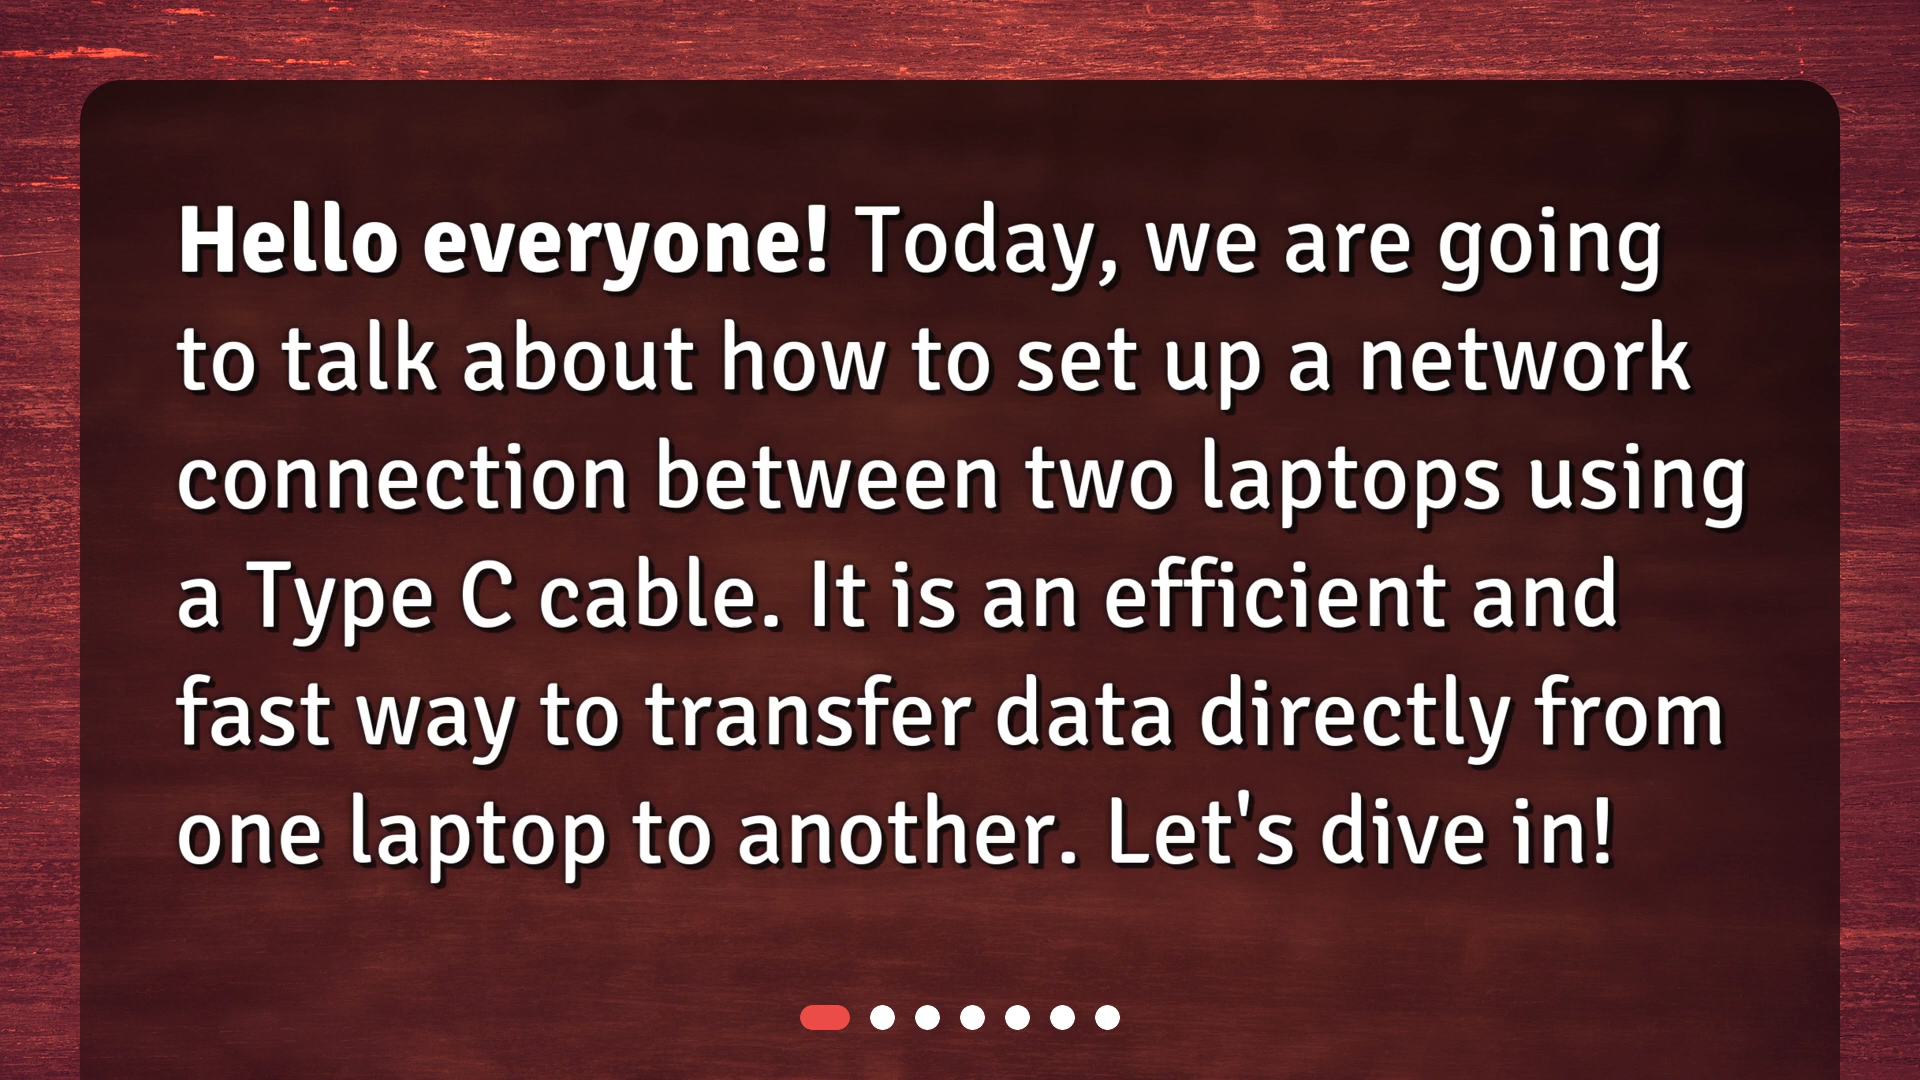 Hello everyone! Today, we are going
to talk about how to set up a network
connection between two laptops using
a Type C cable. It is an efficient and
fast way to transfer data directly from
one laptop to another. Let's dive in!